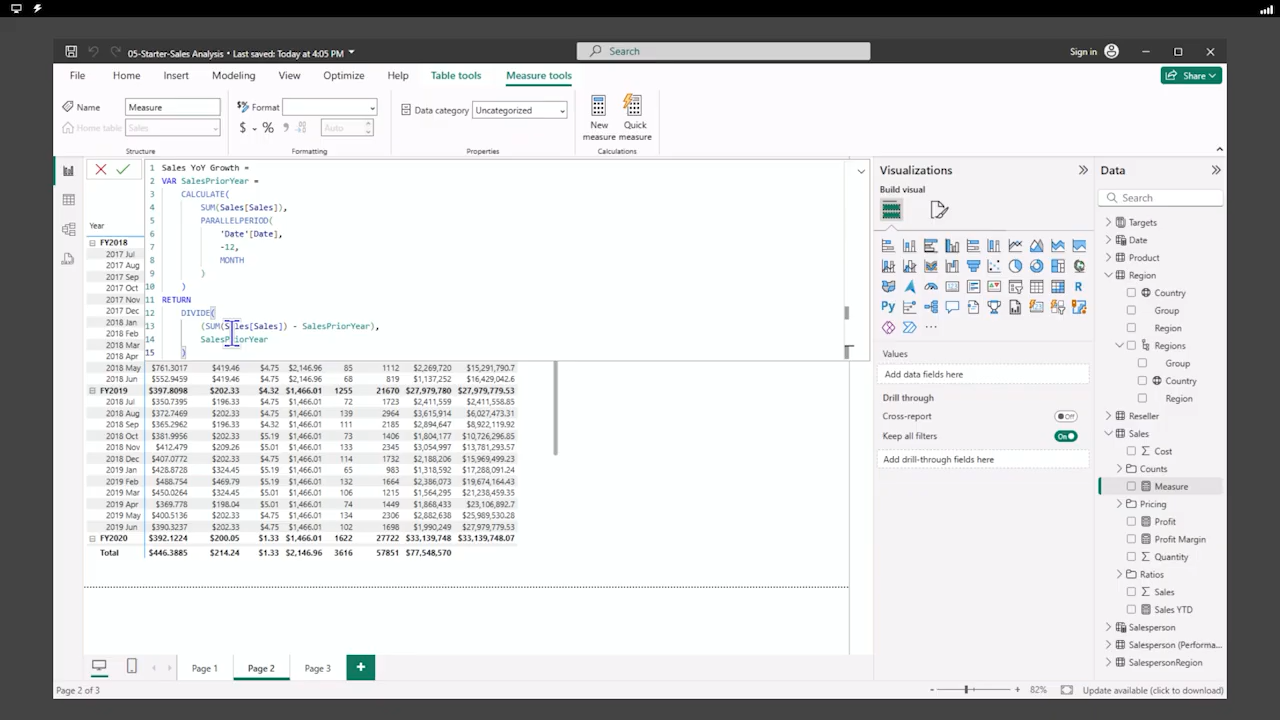 05-Starter-Sales Analysis • Last saved: Today at 4:05 PM
Search
Sign in
File Home Insert Modeling View Optimize Help Table tools Measure tools
Share
Name Measure
Home table Sales
Structure
Format
$ % Auto
Formatting
Data category Uncategorized
Properties
New measure
Quick measure
Calculations
1 Sales YoY Growth =
2 VAR SalesPriorYear =
3 CALCULATE(
4 SUM(Sales[Sales]),
5 PARALLELPERIOD(
6 'Date'[Date],
7 -12,
8 MONTH
9 )
10 )
11 RETURN
12 DIVIDE(
13 (SUM(Sales[Sales]) - SalesPriorYear),
14 SalesPriorYear
15 )
Year
FY2018
2017 Jul
2017 Aug
2017 Sep
2017 Oct
2017 Nov
2017 Dec
2018 Jan
2018 Feb
2018 Mar
2018 Apr
2018 May $761.3017 $419.46 $4.75 $2,146.96 85 1112 $2,269,720 $15,291,790.7
2018 Jun $552.9459 $419.46 $4.75 $2,146.96 68 819 $1,137,252 $16,429,042.6
FY2019 $397.8098 $202.33 $4.32 $1,466.01 1255 21670 $27,979,780 $27,979,779.53
2018 Jul $350.7395 $196.33 $4.75 $1,466.01 72 1723 $2,411,559 $2,411,558.85
2018 Aug $372.7469 $202.33 $4.75 $1,466.01 139 2964 $3,615,914 $6,027,473.31
2018 Sep $365.2962 $196.33 $4.32 $1,466.01 111 2185 $2,894,647 $8,922,119.92
2018 Oct $381.9956 $202.33 $5.19 $1,466.01 73 1406 $1,804,177 $10,726,296.85
2018 Nov $412.479 $209.26 $5.01 $1,466.01 133 2345 $3,054,997 $13,781,293.57
2018 Dec $407.0772 $202.33 $5.19 $1,466.01 114 1732 $2,188,206 $15,969,499.23
2019 Jan $428.8728 $324.45 $5.19 $1,466.01 65 983 $1,318,592 $17,288,091.24
2019 Feb $488.754 $469.79 $5.19 $1,466.01 132 1664 $2,386,073 $19,674,164.43
2019 Mar $450.0264 $324.45 $5.01 $1,466.01 106 1215 $1,564,295 $21,238,459.35
2019 Apr $369.778 $198.04 $5.01 $1,466.01 74 1449 $1,868,433 $23,106,892.7
2019 May $400.5136 $202.33 $4.75 $1,466.01 134 2306 $2,882,638 $25,989,530.28
2019 Jun $390.3237 $202.33 $4.75 $1,466.01 102 1698 $1,990,249 $27,979,779.53
FY2020 $392.1224 $200.05 $1.33 $1,466.01 1622 27722 $33,139,748 $33,139,748.07
Total $446.3885 $214.24 $1.33 $2,146.96 3616 57851 $77,548,570
Visualizations
Build visual
Values
Add data fields here
Drill through
Cross-report Off
Keep all filters On
Add drill-through fields here
Data
Search
Targets
Date
Product
Region
Country
Group
Region
Regions
Group
Country
Region
Reseller
Sales
Cost
Counts
Measure
Pricing
Profit
Profit Margin
Quantity
Ratios
Sales
Sales YTD
Salesperson
Salesperson (Performa...
SalespersonRegion
Page 1 Page 2 Page 3
Page 2 of 3
- + 82% Update available (click to download)